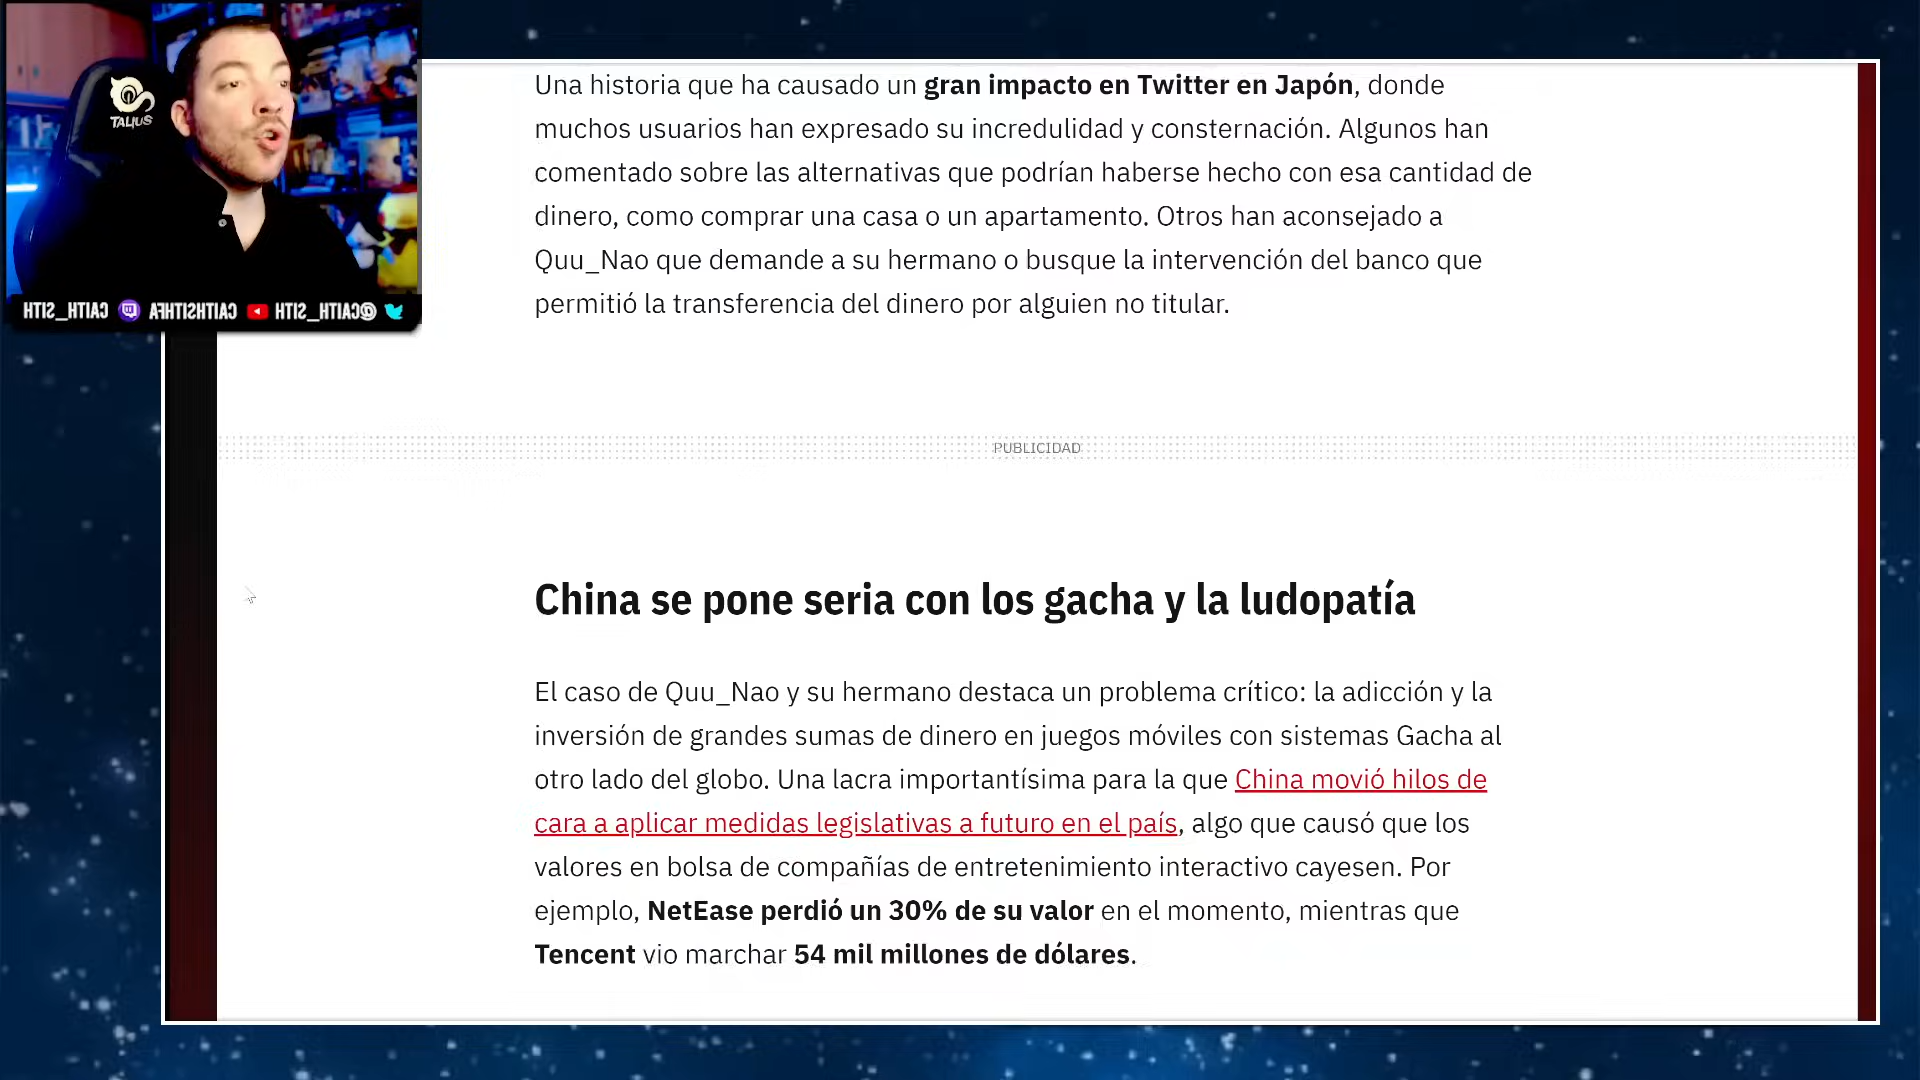 TALIUS
CAITH_SITH CAITHSITHFA @CAITH_SITH
Una historia que ha causado un gran impacto en Twitter en Japón, donde
muchos usuarios han expresado su incredulidad y consternación. Algunos han
comentado sobre las alternativas que podrían haberse hecho con esa cantidad de
dinero, como comprar una casa o un apartamento. Otros han aconsejado a
Quu_Nao que demande a su hermano o busque la intervención del banco que
permitió la transferencia del dinero por alguien no titular.
PUBLICIDAD
China se pone seria con los gacha y la ludopatía
El caso de Quu_Nao y su hermano destaca un problema crítico: la adicción y la
inversión de grandes sumas de dinero en juegos móviles con sistemas Gacha al
otro lado del globo. Una lacra importantísima para la que China movió hilos de
cara a aplicar medidas legislativas a futuro en el país, algo que causó que los
valores en bolsa de compañías de entretenimiento interactivo cayesen. Por
ejemplo, NetEase perdió un 30% de su valor en el momento, mientras que
Tencent vio marchar 54 mil millones de dólares.